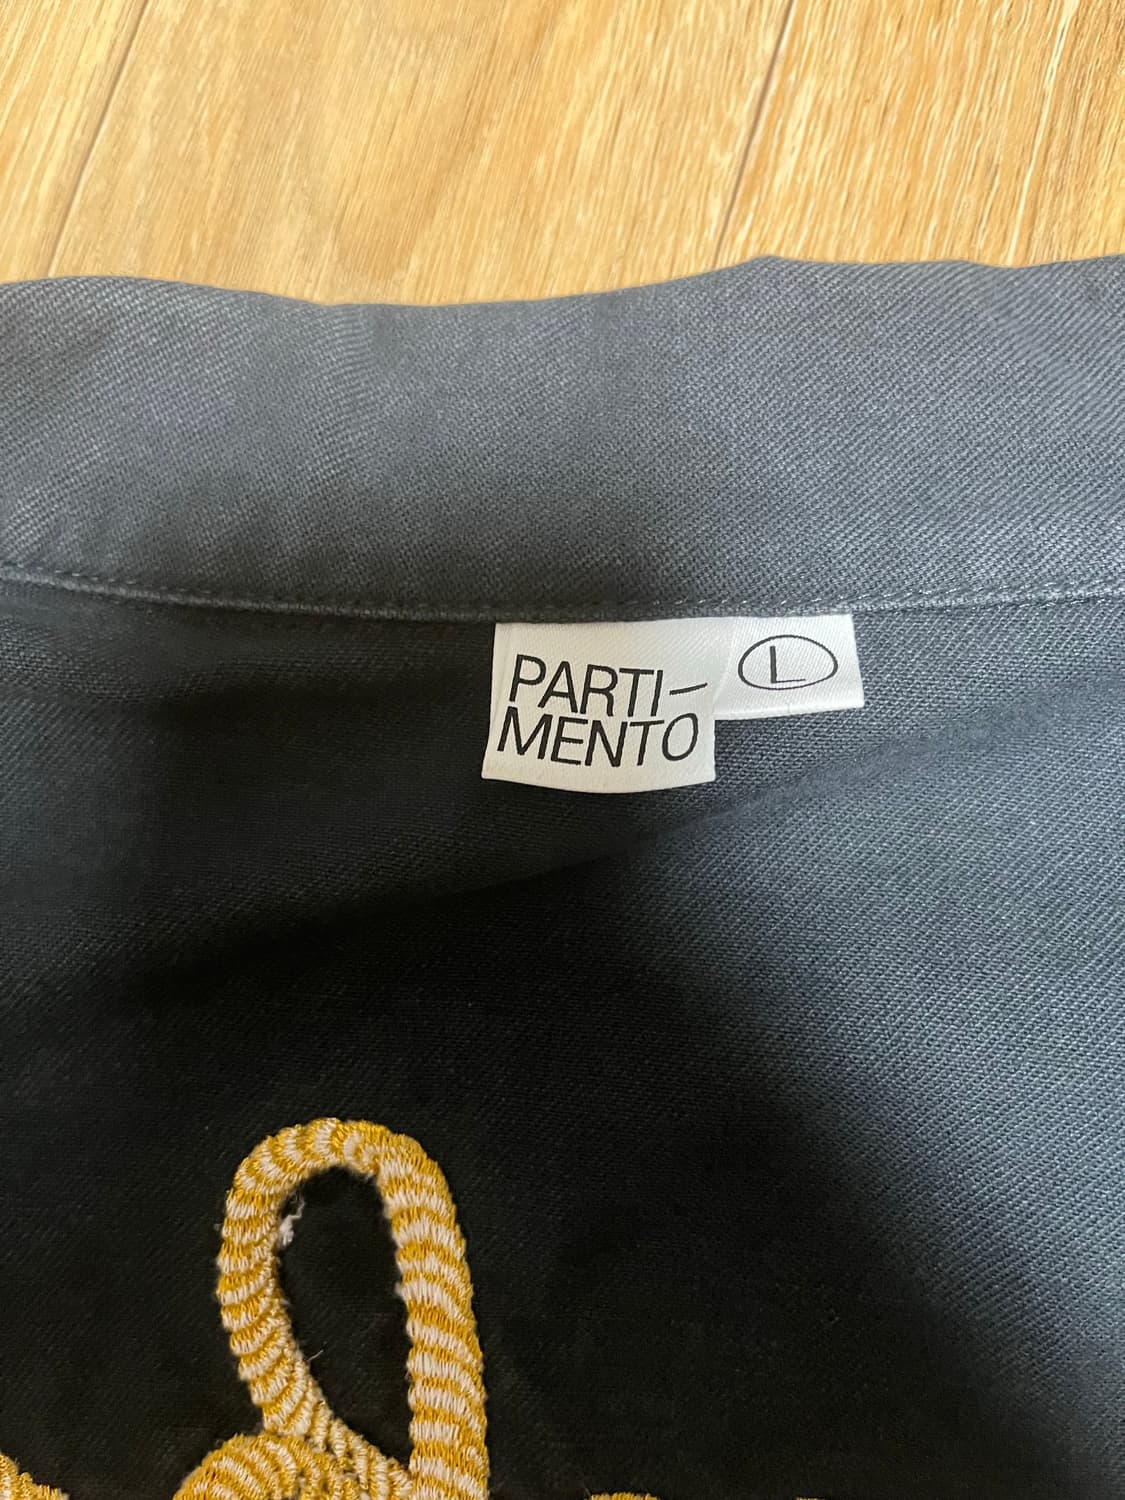 PARTI-
MENTO
L